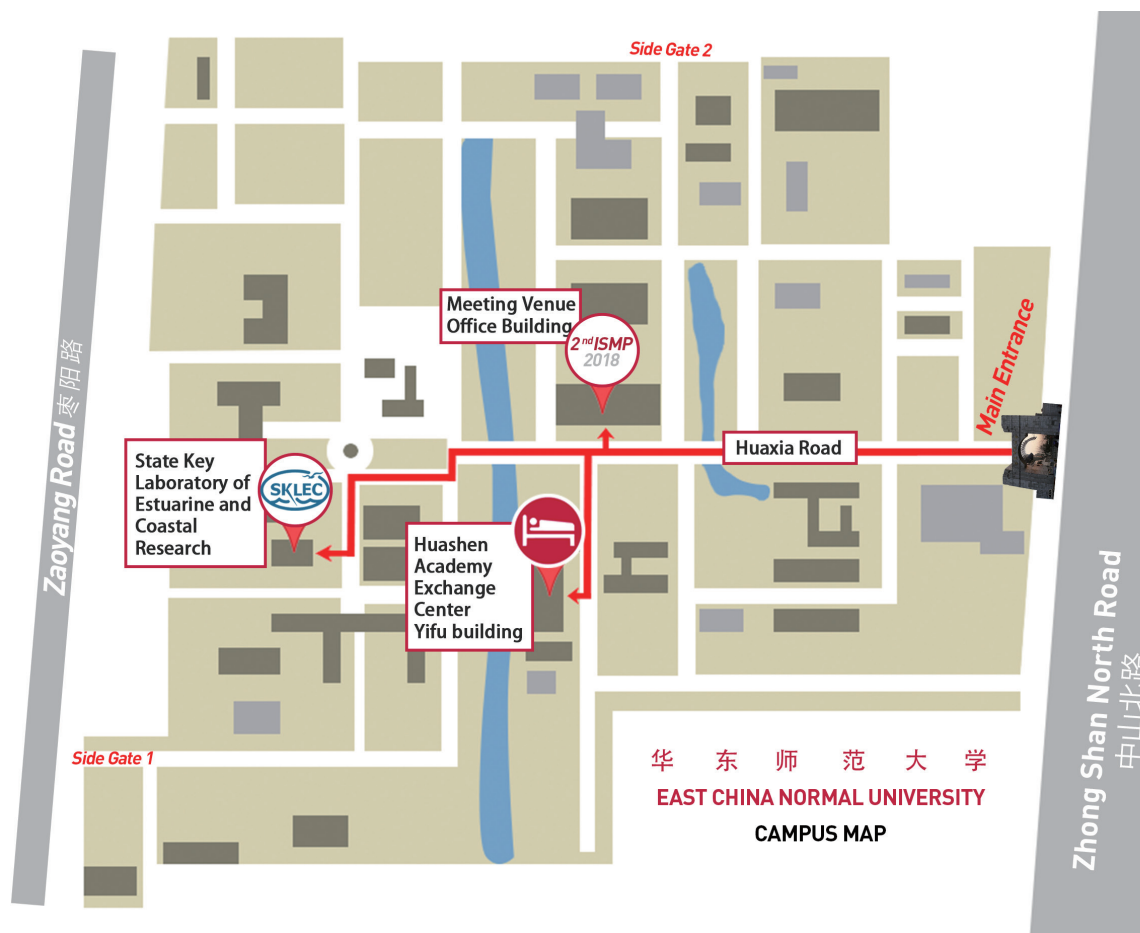 Side Gate 2
Meeting Venue
Office Building
2nd ISMP
2018
Main Entrance
Zaoyang Road 枣阳路
Huaxia Road
State Key
Laboratory of
Estuarine and
Coastal
Research
SKLEC
Huashen
Academy
Exchange
Center
Yifu building
Zhong Shan North Road
中山北路
Side Gate 1
华东师范大学
EAST CHINA NORMAL UNIVERSITY
CAMPUS MAP